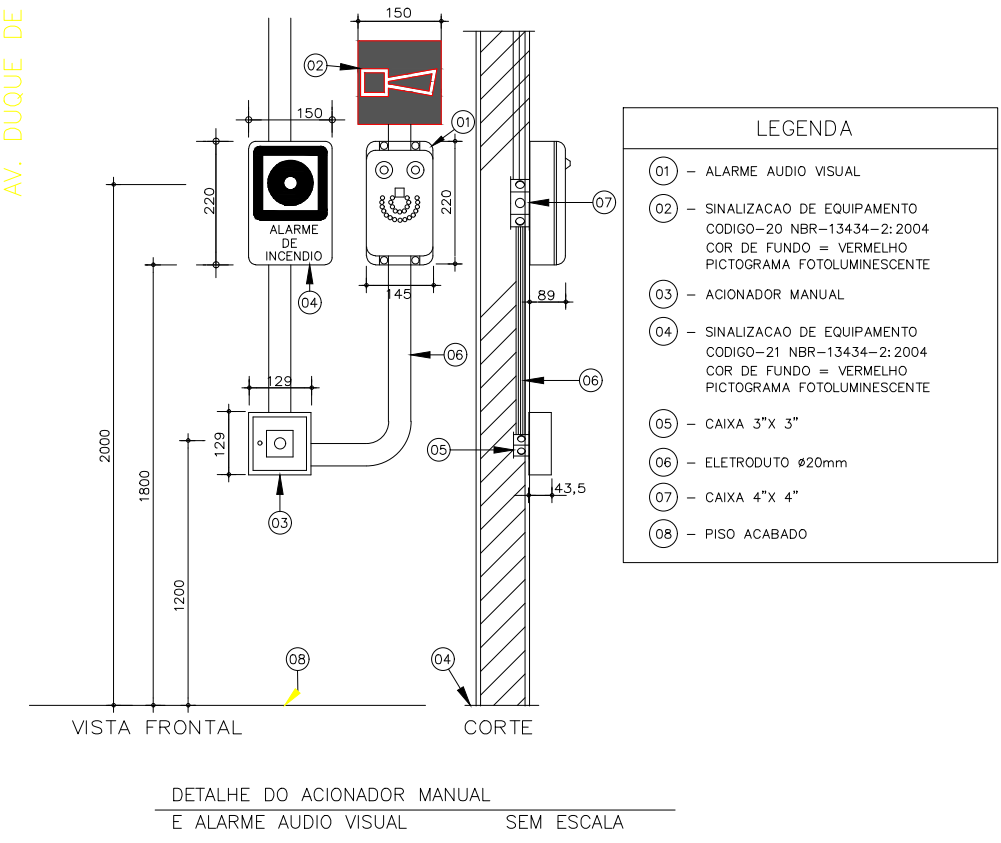 AV. DUQUE DE
150
02
01
150
220
ALARME
DE
INCENDIO
04
220
145
07
89
06
06
129
129
03
05
43,5
2000
1800
1200
08
04
VISTA FRONTAL
CORTE
LEGENDA
01 – ALARME AUDIO VISUAL
02 – SINALIZACAO DE EQUIPAMENTO
CODIGO–20 NBR–13434–2:2004
COR DE FUNDO = VERMELHO
PICTOGRAMA FOTOLUMINESCENTE
03 – ACIONADOR MANUAL
04 – SINALIZACAO DE EQUIPAMENTO
CODIGO–21 NBR–13434–2:2004
COR DE FUNDO = VERMELHO
PICTOGRAMA FOTOLUMINESCENTE
05 – CAIXA 3”X 3”
06 – ELETRODUTO ø20mm
07 – CAIXA 4”X 4”
08 – PISO ACABADO
DETALHE DO ACIONADOR MANUAL
E ALARME AUDIO VISUAL SEM ESCALA